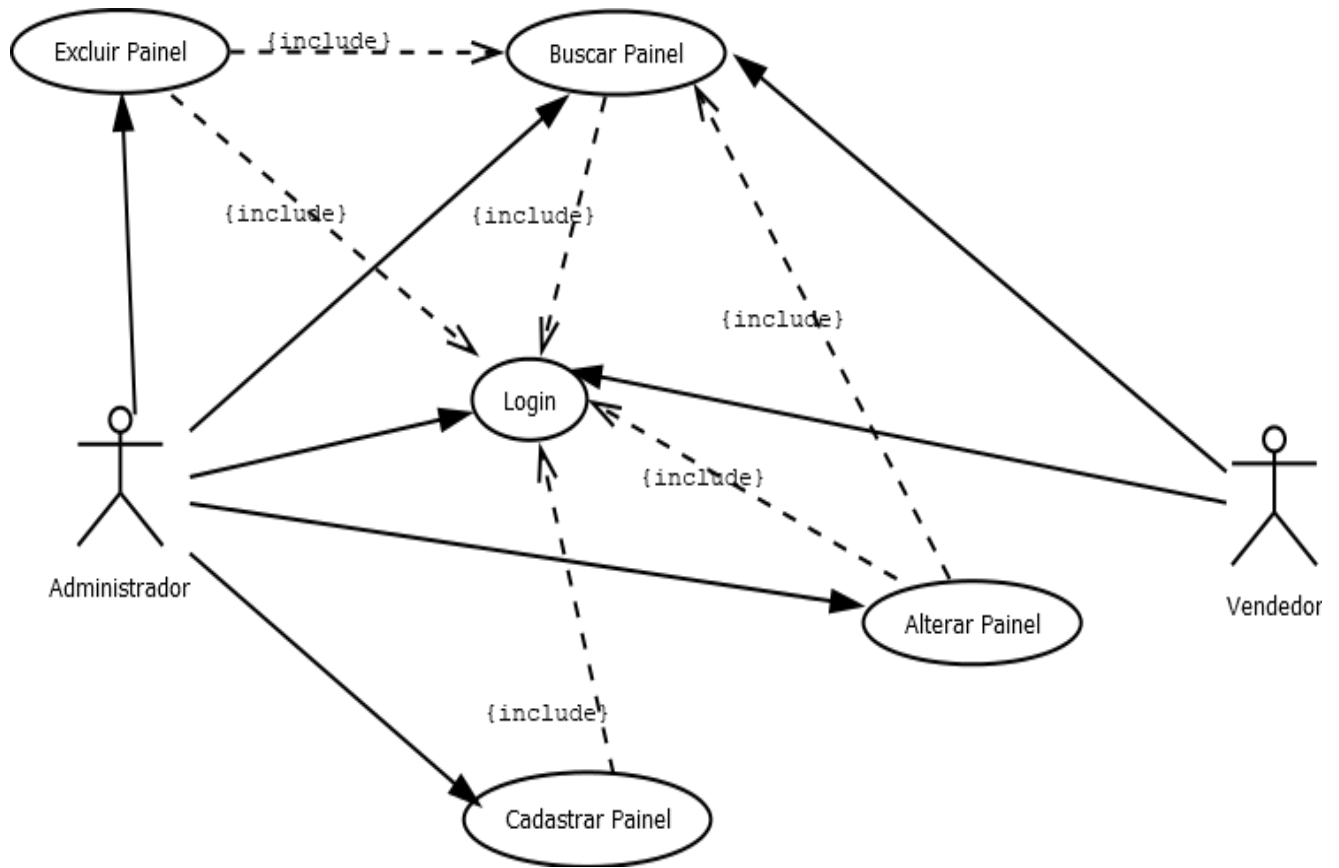 Excluir Painel
{include}
Buscar Painel
{include}
{include}
{include}
Login
{include}
Administrador
Alterar Painel
Vendedor
{include}
Cadastrar Painel